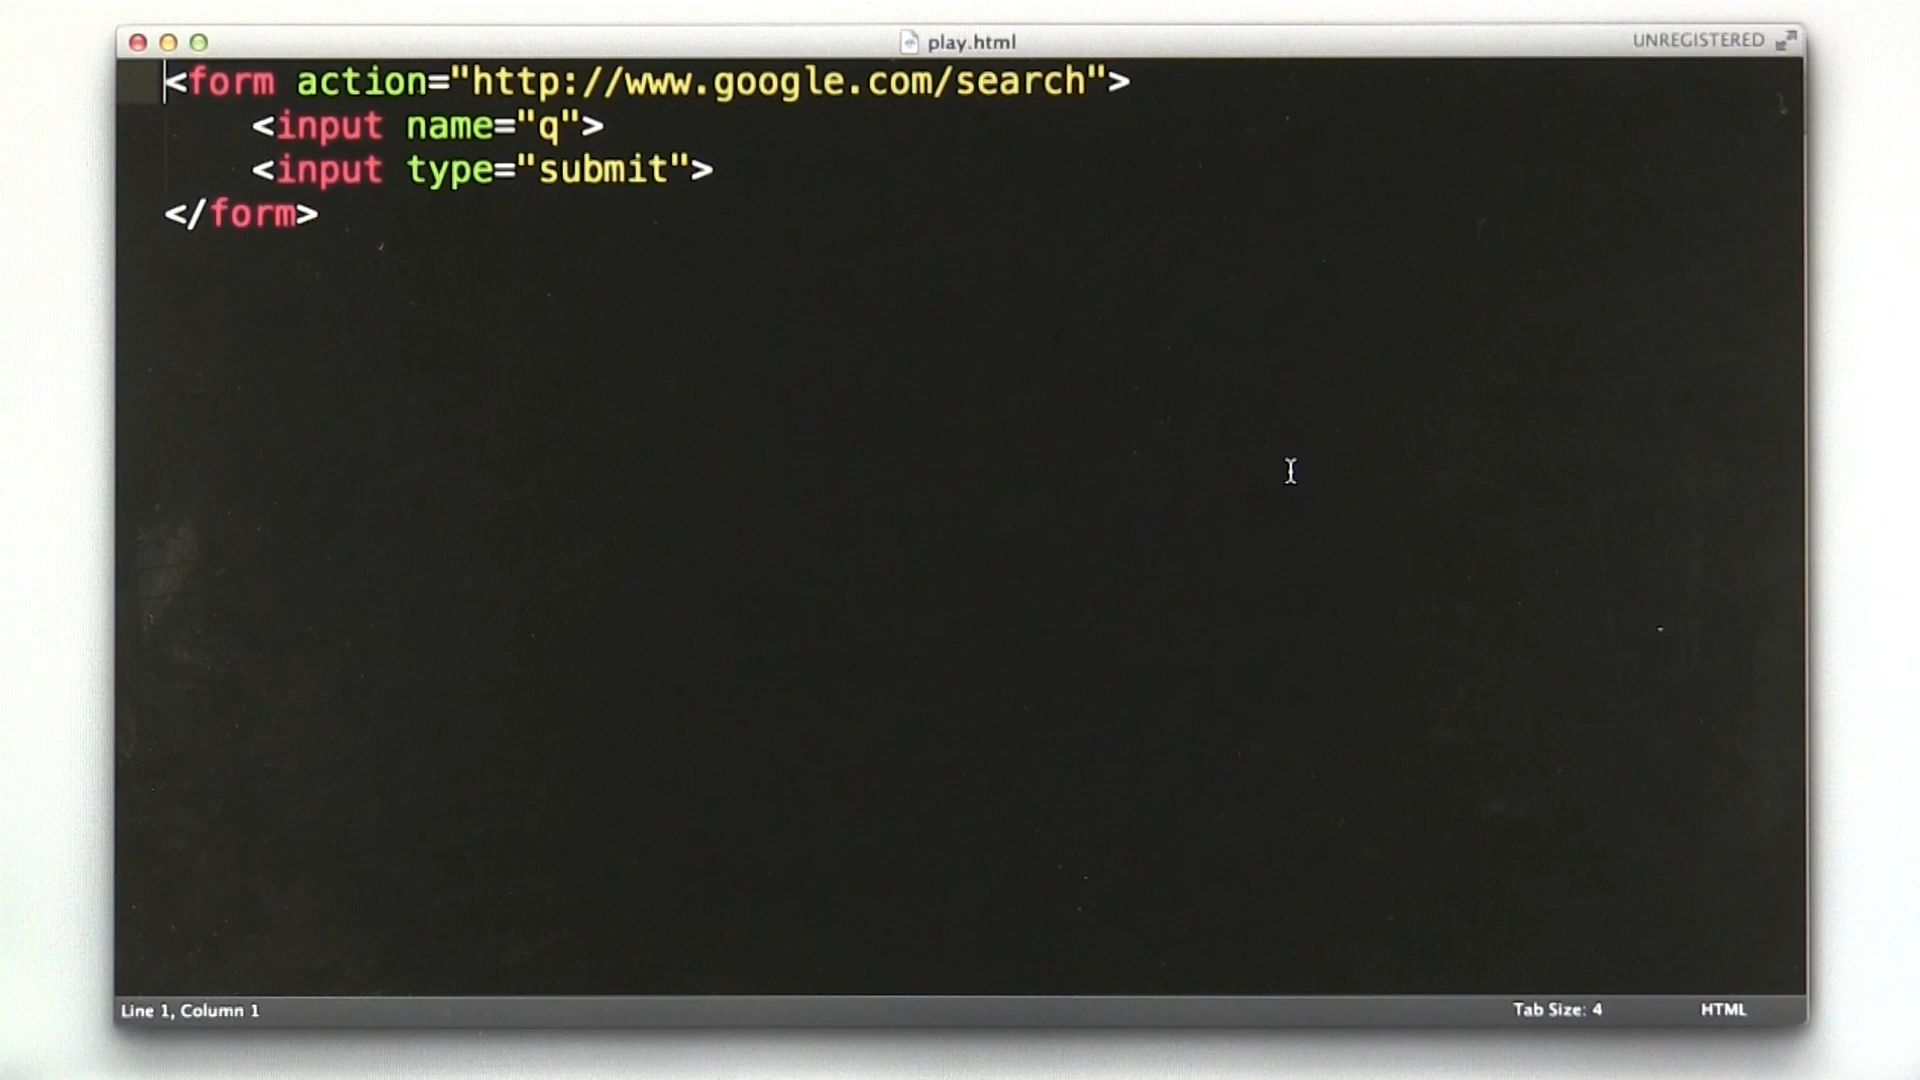 play.html
UNREGISTERED
<form action="http://www.google.com/search">
<input name="q">
<input type="submit">
</form>
Line 1, Column 1
Tab Size: 4
HTML